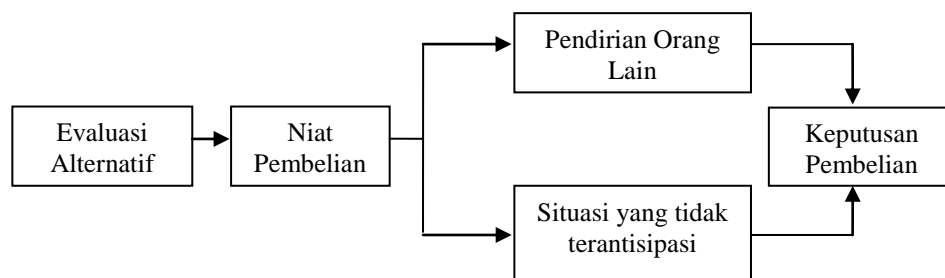 Evaluasi
Alternatif
Niat
Pembelian
Pendirian Orang
Lain
Situasi yang tidak
terantisipasi
Keputusan
Pembelian